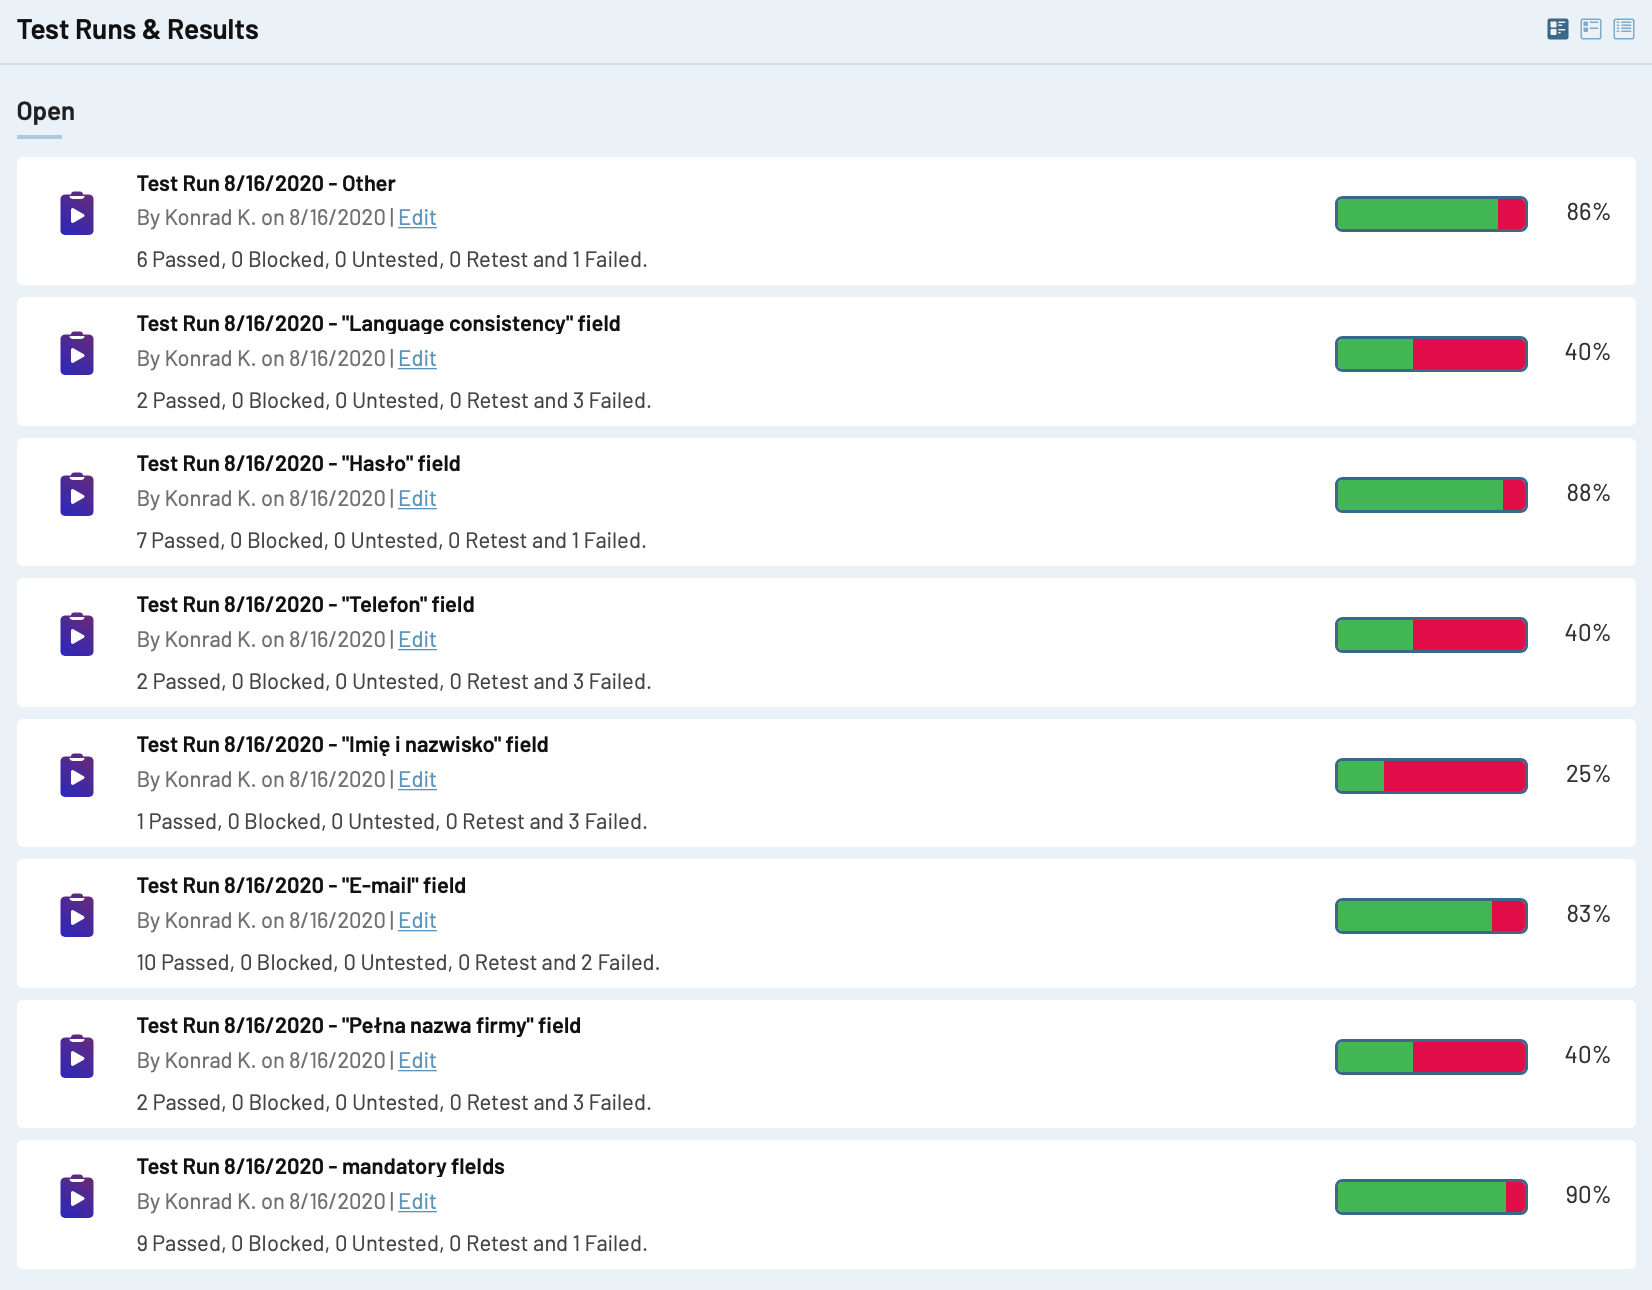 Test Runs & Results
Open
Test Run 8/16/2020 - Other
By Konrad K. on 8/16/2020 | Edit
86%
6 Passed, 0 Blocked, 0 Untested, 0 Retest and 1 Failed.
Test Run 8/16/2020 - "Language consistency" field
By Konrad K. on 8/16/2020 | Edit
40%
2 Passed, 0 Blocked, 0 Untested, 0 Retest and 3 Failed.
Test Run 8/16/2020 - "Hasło" field
By Konrad K. on 8/16/2020 | Edit
88%
7 Passed, 0 Blocked, 0 Untested, 0 Retest and 1 Failed.
Test Run 8/16/2020 - "Telefon" field
By Konrad K. on 8/16/2020 | Edit
40%
2 Passed, 0 Blocked, 0 Untested, 0 Retest and 3 Failed.
Test Run 8/16/2020 - "Imię i nazwisko" field
By Konrad K. on 8/16/2020 | Edit
25%
1 Passed, 0 Blocked, 0 Untested, 0 Retest and 3 Failed.
Test Run 8/16/2020 - "E-mail" field
By Konrad K. on 8/16/2020 | Edit
83%
10 Passed, 0 Blocked, 0 Untested, 0 Retest and 2 Failed.
Test Run 8/16/2020 - "Pełna nazwa firmy" field
By Konrad K. on 8/16/2020 | Edit
40%
2 Passed, 0 Blocked, 0 Untested, 0 Retest and 3 Failed.
Test Run 8/16/2020 - mandatory flelds
By Konrad K. on 8/16/2020 | Edit
90%
9 Passed, 0 Blocked, 0 Untested, 0 Retest and 1 Failed.